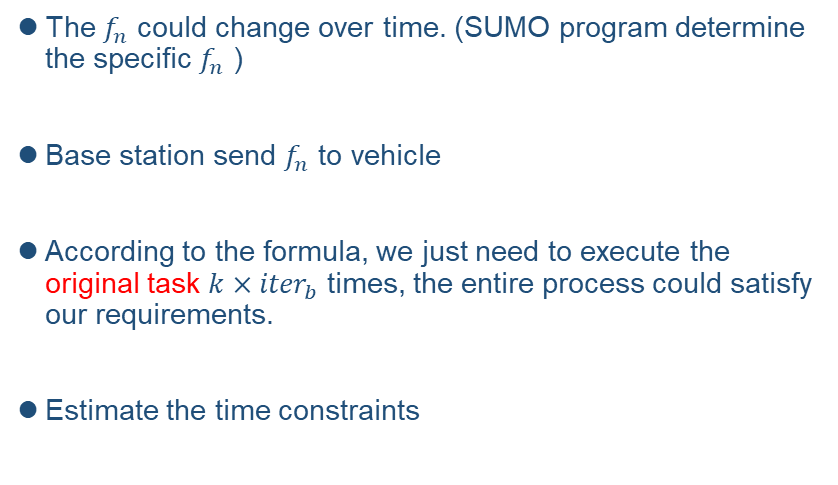 ● The fₙ could change over time. (SUMO program determine
the specific fₙ )
● Base station send fₙ to vehicle
● According to the formula, we just need to execute the
original task k × iter_b times, the entire process could satisfy
our requirements.
● Estimate the time constraints